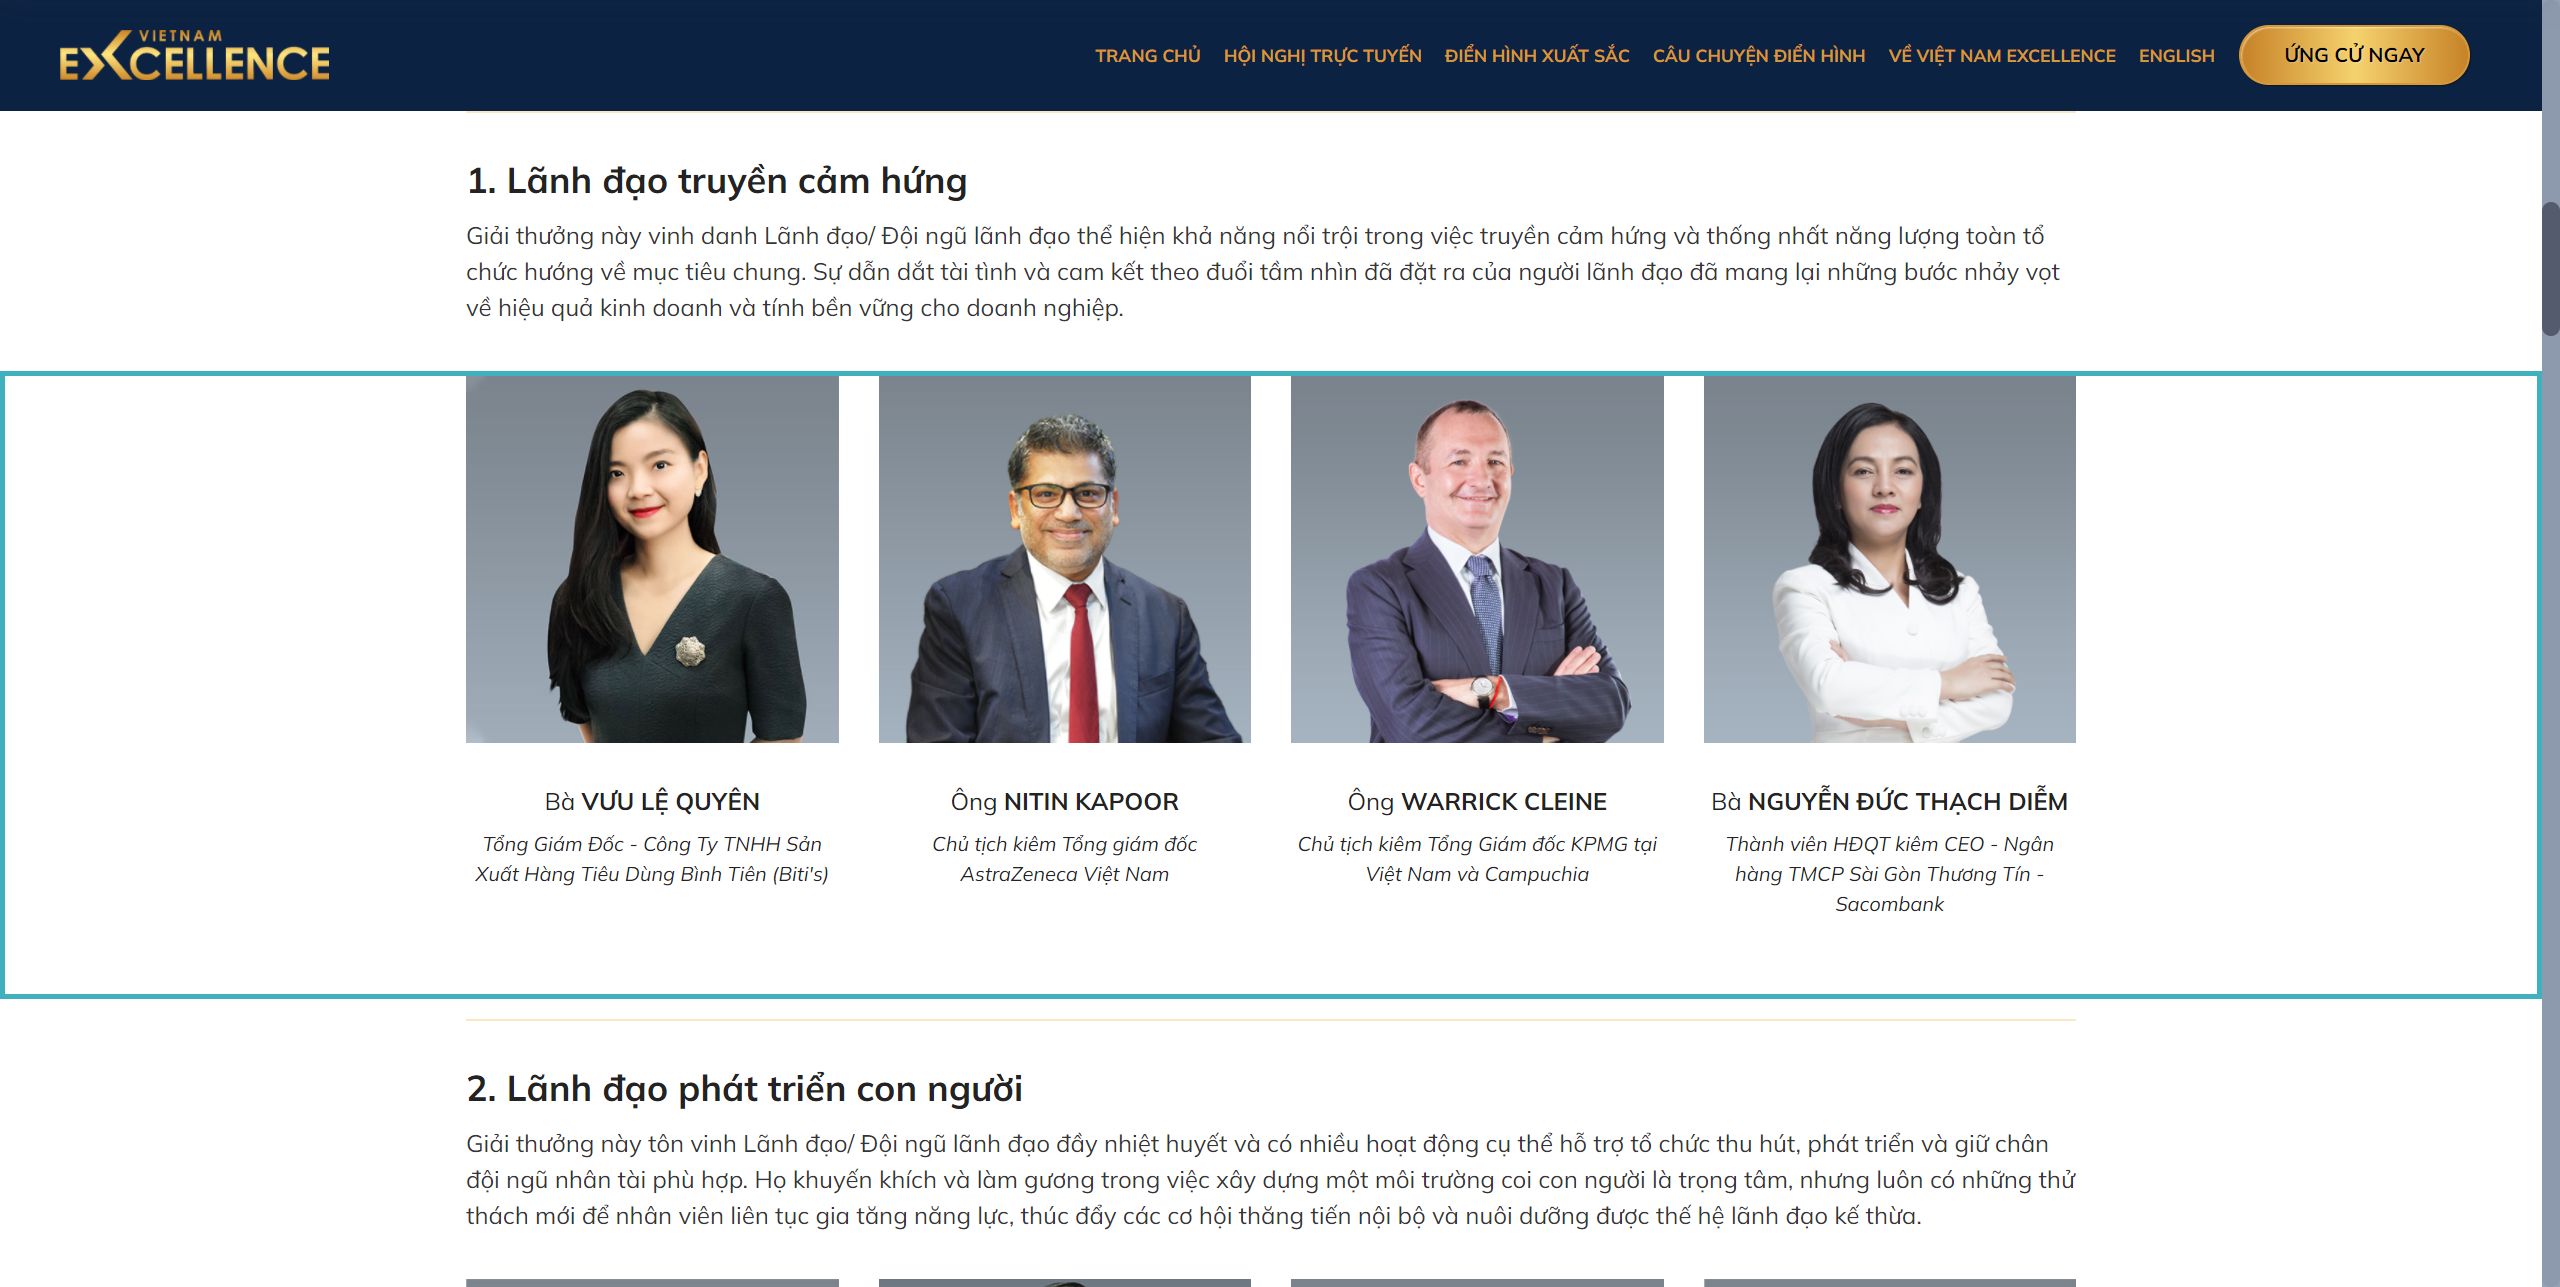 VIETNAM
EXCELLENCE
TRANG CHỦ HỘI NGHỊ TRỰC TUYẾN ĐIỂN HÌNH XUẤT SẮC CÂU CHUYỆN ĐIỂN HÌNH VỀ VIỆT NAM EXCELLENCE ENGLISH ỨNG CỬ NGAY
1. Lãnh đạo truyền cảm hứng
Giải thưởng này vinh danh Lãnh đạo/ Đội ngũ lãnh đạo thể hiện khả năng nổi trội trong việc truyền cảm hứng và thống nhất năng lượng toàn tổ
chức hướng về mục tiêu chung. Sự dẫn dắt tài tình và cam kết theo đuổi tầm nhìn đã đặt ra của người lãnh đạo đã mang lại những bước nhảy vọt
về hiệu quả kinh doanh và tính bền vững cho doanh nghiệp.
Bà VƯU LỆ QUYÊN
Tổng Giám Đốc - Công Ty TNHH Sản
Xuất Hàng Tiêu Dùng Bình Tiên (Biti's)
Ông NITIN KAPOOR
Chủ tịch kiêm Tổng giám đốc
AstraZeneca Việt Nam
Ông WARRICK CLEINE
Chủ tịch kiêm Tổng Giám đốc KPMG tại
Việt Nam và Campuchia
Bà NGUYỄN ĐỨC THẠCH DIỄM
Thành viên HĐQT kiêm CEO - Ngân
hàng TMCP Sài Gòn Thương Tín -
Sacombank
2. Lãnh đạo phát triển con người
Giải thưởng này tôn vinh Lãnh đạo/ Đội ngũ lãnh đạo đầy nhiệt huyết và có nhiều hoạt động cụ thể hỗ trợ tổ chức thu hút, phát triển và giữ chân
đội ngũ nhân tài phù hợp. Họ khuyến khích và làm gương trong việc xây dựng một môi trường coi con người là trọng tâm, nhưng luôn có những thử
thách mới để nhân viên liên tục gia tăng năng lực, thúc đẩy các cơ hội thăng tiến nội bộ và nuôi dưỡng được thế hệ lãnh đạo kế thừa.